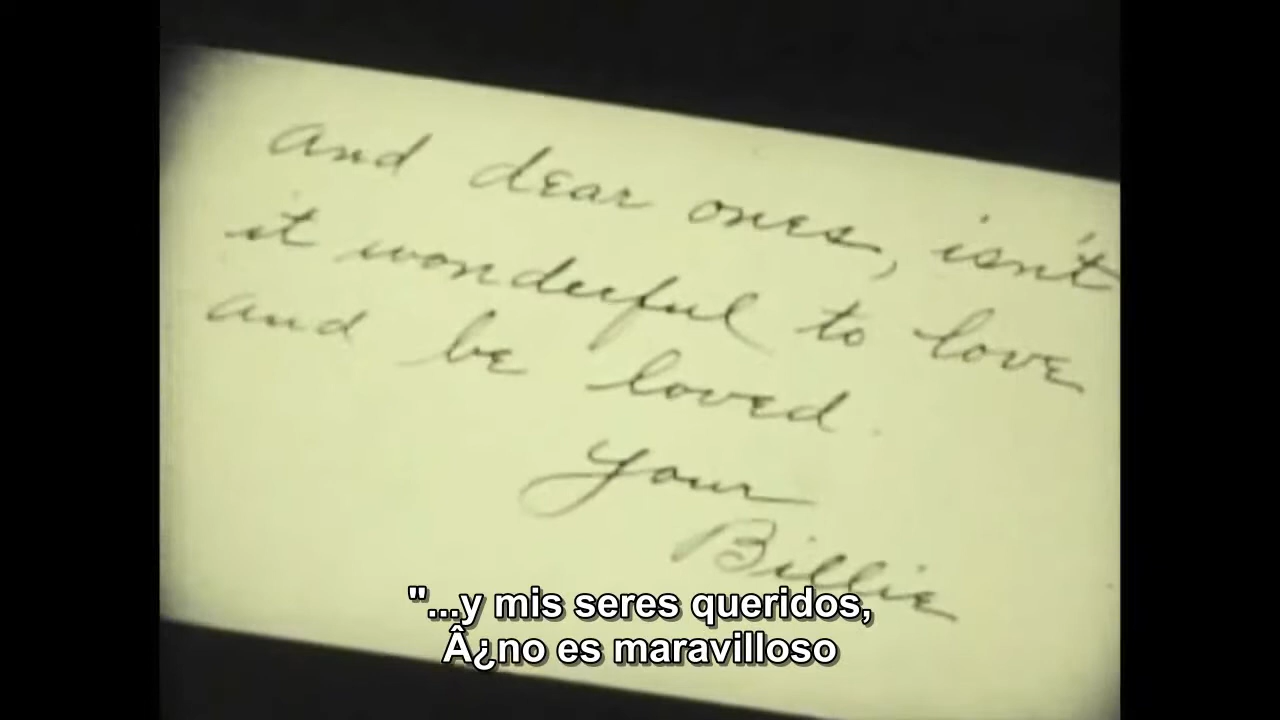 And dear ones, isn't
it wonderful to love
and be loved.
Your
Billie
"...y mis seres queridos,
Â¿no es maravilloso